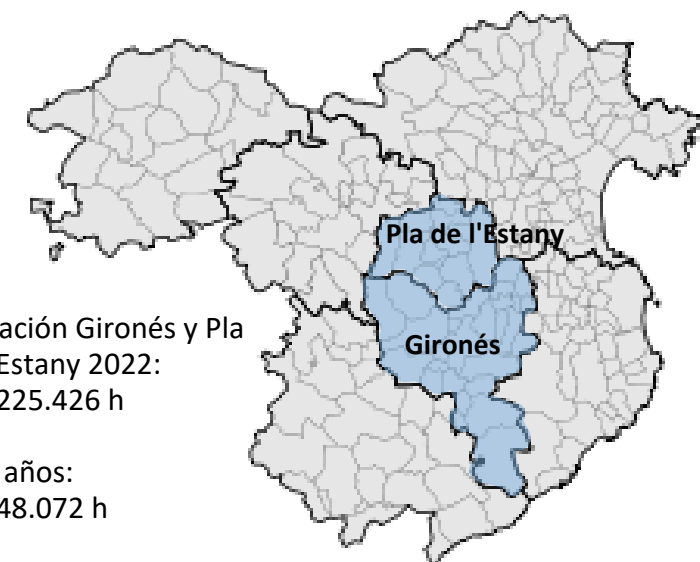 Pla de l'Estany
Gironés
ación Gironés y Pla
Estany 2022:
225.426 h
años:
48.072 h